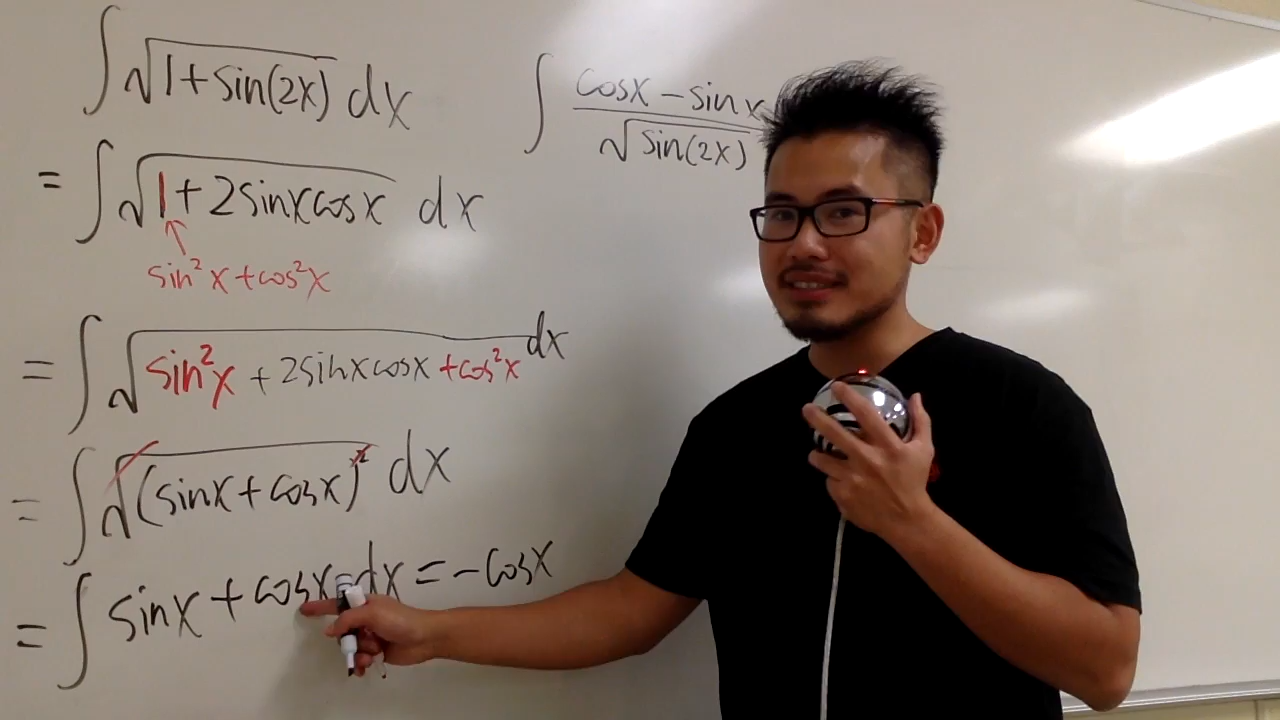 ∫ √(1+sin(2x)) dx
= ∫ √(1+2sinxcosx) dx
↑
sin²x+cos²x
= ∫ √(sin²x + 2sinxcosx +cos²x) dx
= ∫ √(sinx+cosx)² dx
= ∫ sinx + cosx dx = -cosx
∫ (cosx - sinx)/√(sin(2x))